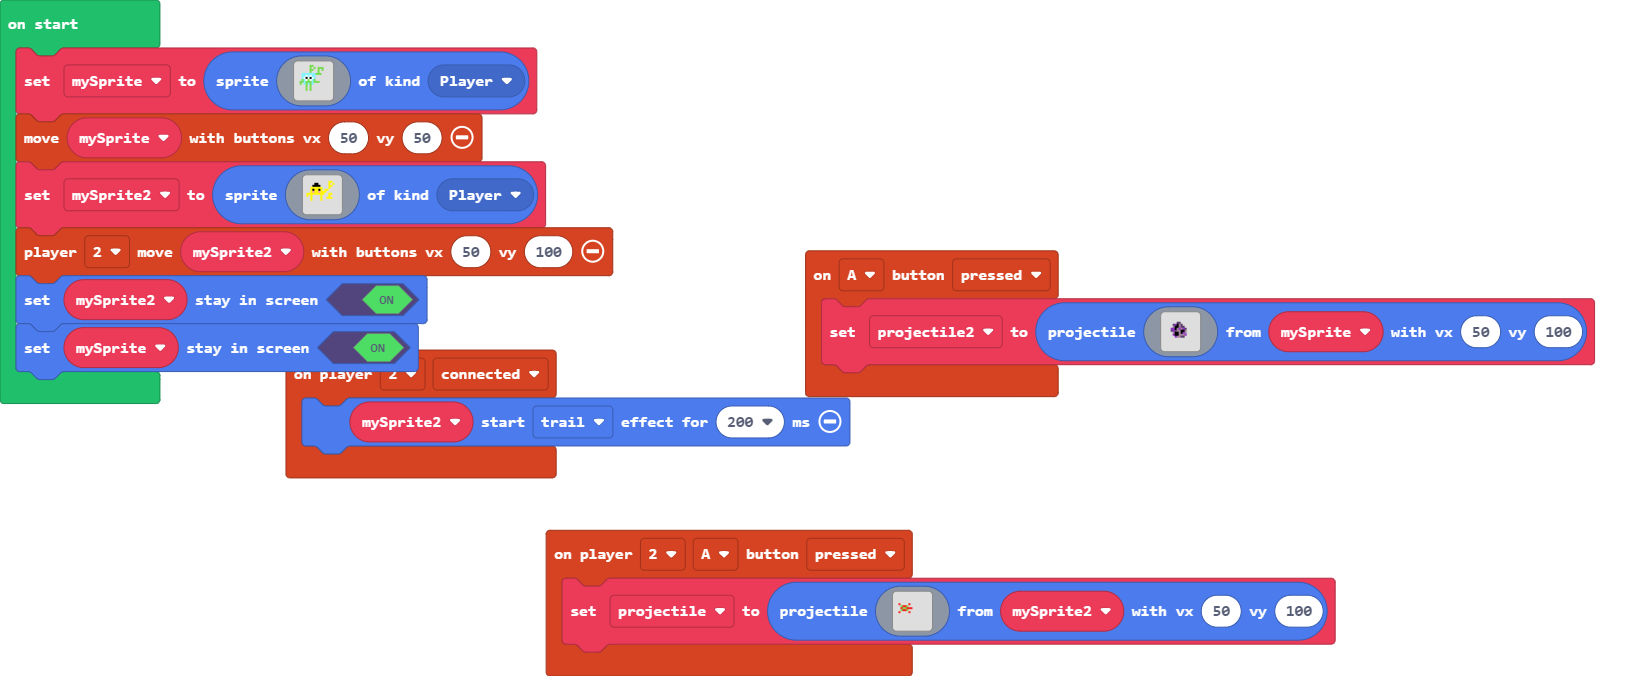 on start
set mySprite to sprite of kind Player
move mySprite with buttons vx 50 vy 50
set mySprite2 to sprite of kind Player
player 2 move mySprite2 with buttons vx 50 vy 100
set mySprite2 stay in screen ON
set mySprite stay in screen ON
on player 2 connected
mySprite2 start trail effect for 200 ms
on A button pressed
set projectile2 to projectile from mySprite with vx 50 vy 100
on player 2 A button pressed
set projectile to projectile from mySprite2 with vx 50 vy 100